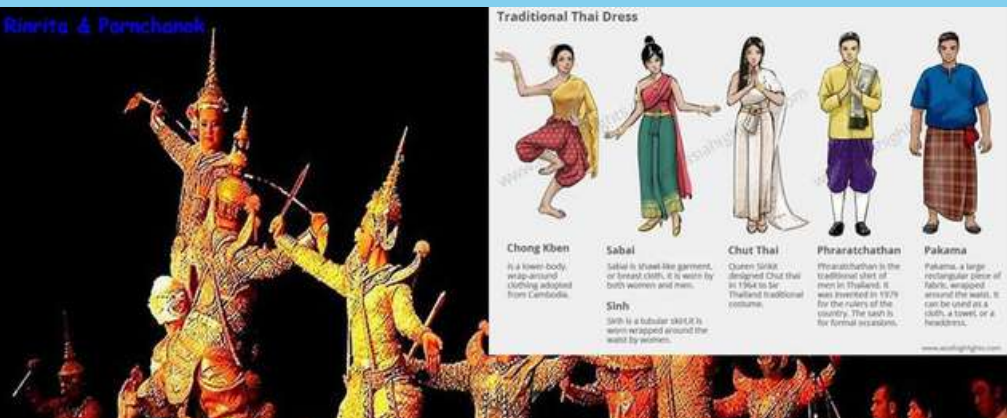 Rinrita & Pornchanok
Traditional Thai Dress
Chong Kben
is a lower-body,
wrap-around
clothing adopted
from Cambodia.
Sabai
Sabai is shawl-like garment,
or breast cloth, it is worn by
both women and men.
Sinh
Sinh is a tubular skirt,it is
worn wrapped around the
waist by women.
Chut Thai
Queen Sirikit
designed Chut thai
in 1964 to be
Thailand traditional
costume.
Phraratchathan
Phraratchathan is the
traditional shirt of
men in Thailand. It
was invented in 1979
for the rulers of the
country. The sash is
for formal occasions.
Pakama
Pakama, a large
rectangular piece of
fabric, wrapped
around the waist. It
can be used as a
cloth, a towel, or a
headdress.
www.asiahighlights.com